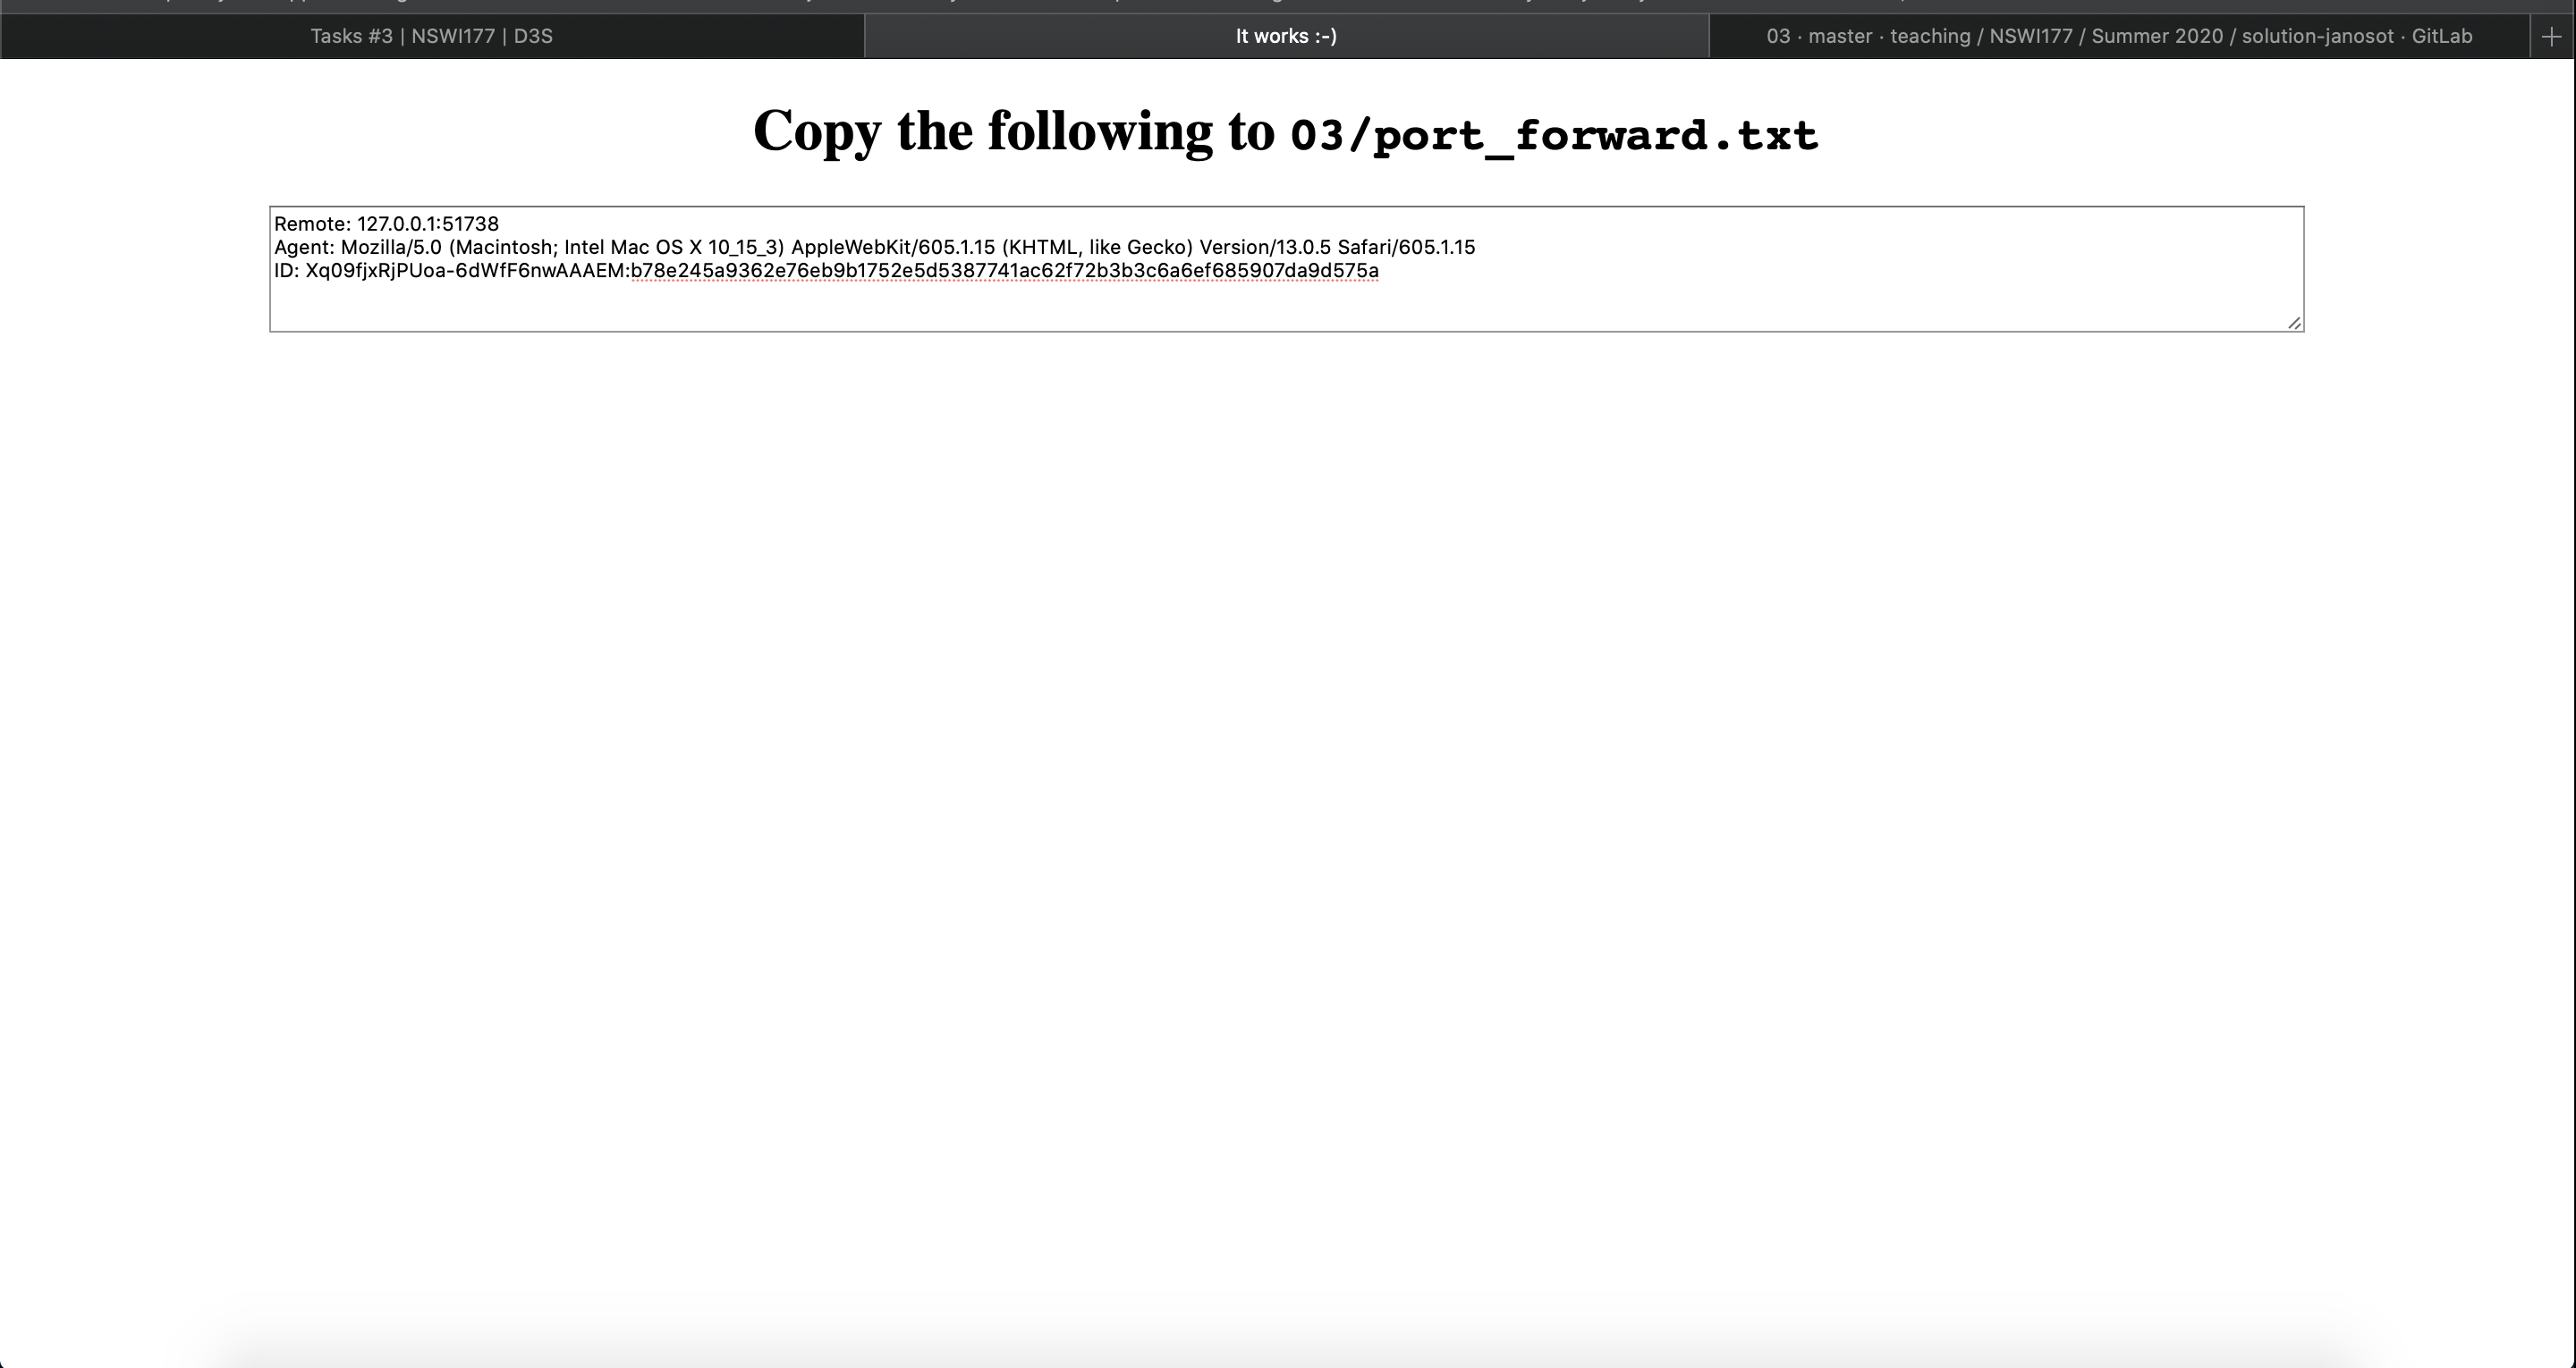 Tasks #3 | NSWI177 | D3S
It works :-)
03 · master · teaching / NSWI177 / Summer 2020 / solution-janosot · GitLab
Copy the following to 03/port_forward.txt
Remote: 127.0.0.1:51738
Agent: Mozilla/5.0 (Macintosh; Intel Mac OS X 10_15_3) AppleWebKit/605.1.15 (KHTML, like Gecko) Version/13.0.5 Safari/605.1.15
ID: Xq09fjxRjPUoa-6dWfF6nwAAAEM:b78e245a9362e76eb9b1752e5d5387741ac62f72b3b3c6a6ef685907da9d575a